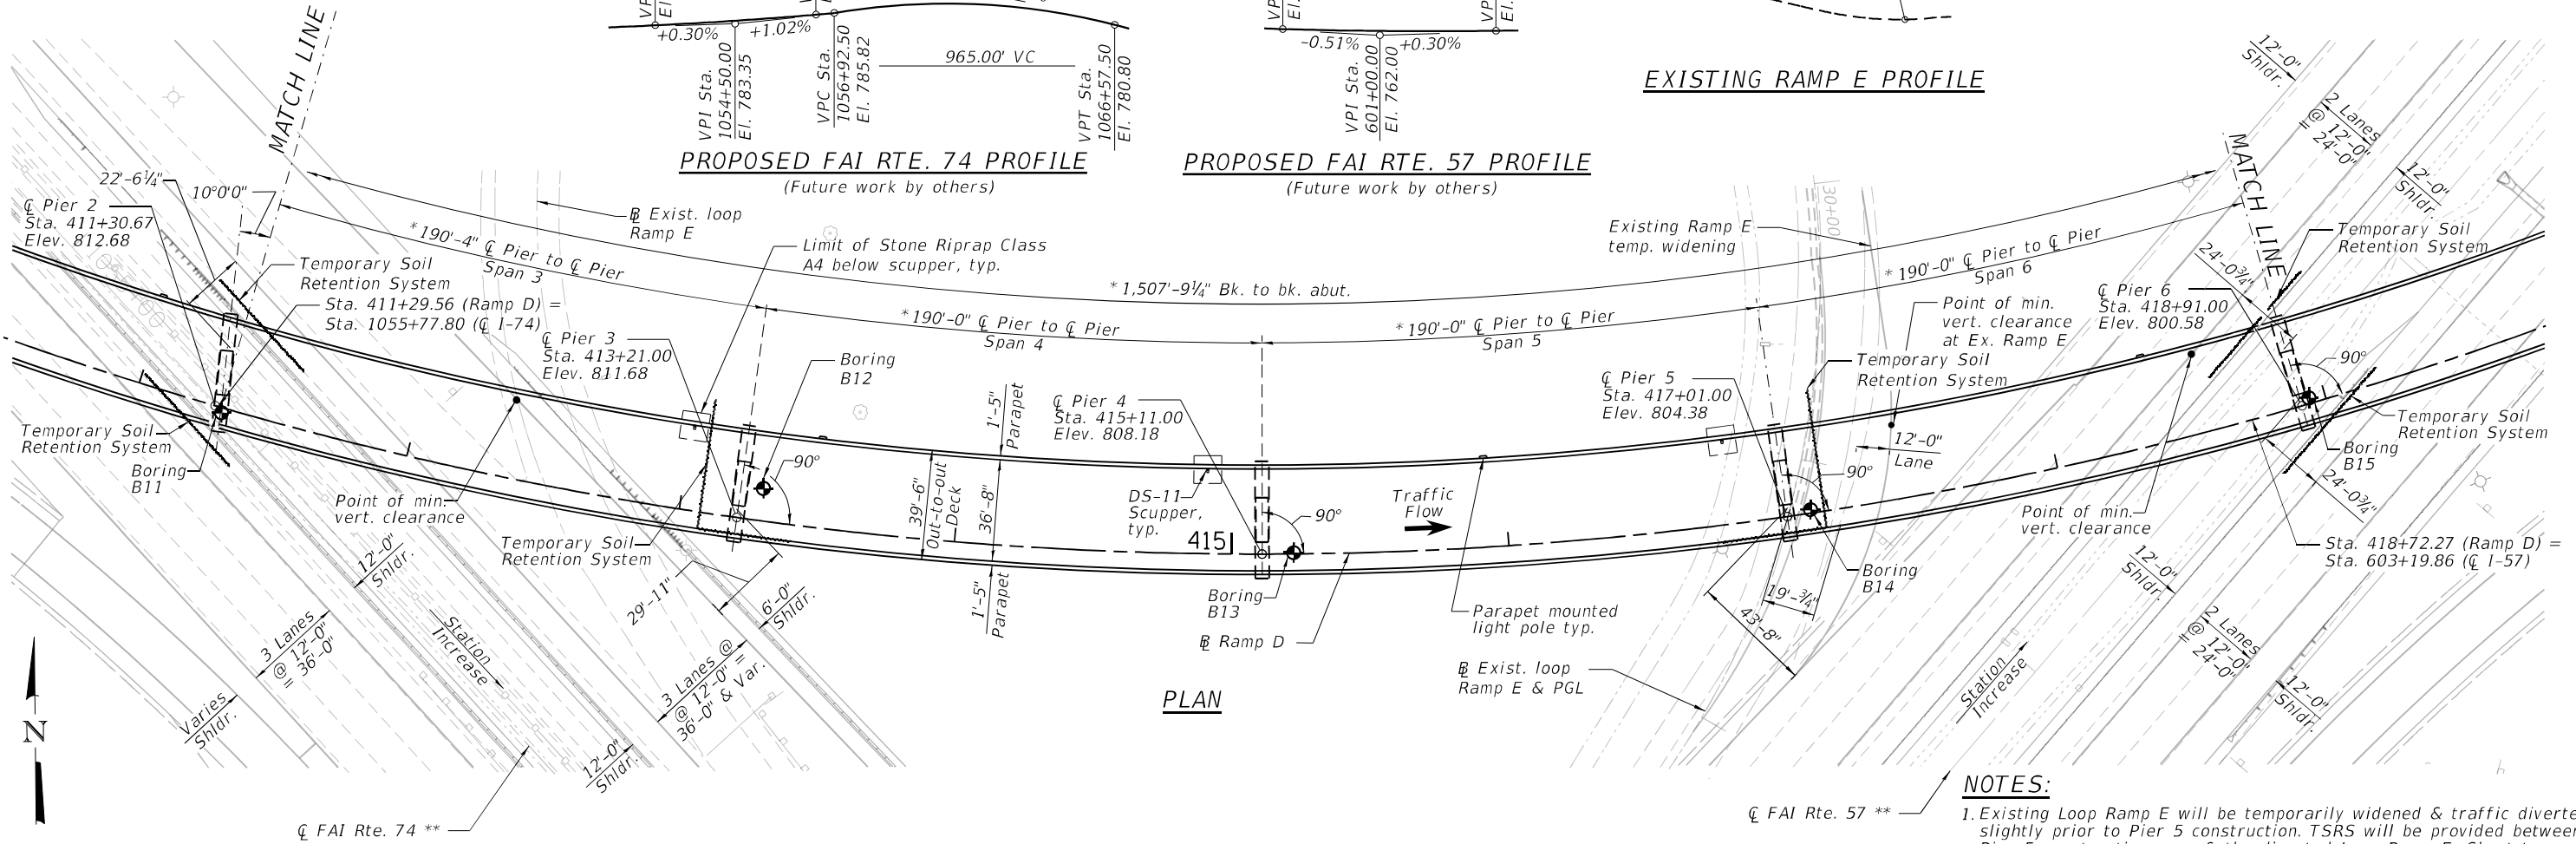 MATCH LINE
22'-6¼"
10°0'0"
℄ Pier 2
Sta. 411+30.67
Elev. 812.68
Temporary Soil
Retention System
Sta. 411+29.56 (Ramp D) =
Sta. 1055+77.80 (℄ I-74)
Temporary Soil
Retention System
Boring
B11
*190'-4" ℄ Pier to ℄ Pier
Span 3
Point of min.
vert. clearance
℄ Pier 3
Sta. 413+21.00
Elev. 811.68
+0.30%
+1.02%
VPI Sta.
1054+50.00
El. 783.35
VPC Sta.
1056+92.50
El. 785.82
965.00' VC
VPT Sta.
1066+57.50
El. 780.80
PROPOSED FAI RTE. 74 PROFILE
(Future work by others)
-0.51%
+0.30%
VPI Sta.
601+00.00
El. 762.00
PROPOSED FAI RTE. 57 PROFILE
(Future work by others)
EXISTING RAMP E PROFILE
B Exist. loop
Ramp E
Limit of Stone Riprap Class
A4 below scupper, typ.
*1,507'-9¼" Bk. to bk. abut.
*190'-0" ℄ Pier to ℄ Pier
Span 4
*190'-0" ℄ Pier to ℄ Pier
Span 5
*190'-0" ℄ Pier to ℄ Pier
Span 6
Boring
B12
90°
Temporary Soil
Retention System
29'-11"
6'-0"
Shldr.
39'-6"
Out-to-out
Deck
1'-5"
Parapet
36'-8"
1'-5"
Parapet
℄ Pier 4
Sta. 415+11.00
Elev. 808.18
DS-11
Scupper,
typ.
415
90°
Traffic
Flow
Boring
B13
B Ramp D
Parapet mounted
light pole typ.
PLAN
Existing Ramp E
temp. widening
30+00
℄ Pier 5
Sta. 417+01.00
Elev. 804.38
Point of min.
vert. clearance
at Ex. Ramp E
Temporary Soil
Retention System
12'-0"
Lane
90°
Boring
B14
19'-¾"
43'-8"
B Exist. loop
Ramp E & PGL
℄ Pier 6
Sta. 418+91.00
Elev. 800.58
Point of min.
vert. clearance
MATCH LINE
24'-0¾"
Temporary Soil
Retention System
90°
Temporary Soil
Retention System
Boring
B15
24'-0¾"
Sta. 418+72.27 (Ramp D) =
Sta. 603+19.86 (℄ I-57)
12'-0"
Shldr.
2 Lanes
@ 12'-0"
= 24'-0"
12'-0"
Shldr.
12'-0"
Shldr.
2 Lanes
@ 12'-0"
= 24'-0"
12'-0"
Shldr.
Station
Increase
℄ FAI Rte. 57 **
12'-0"
Shldr.
3 Lanes
@ 12'-0"
= 36'-0"
Varies
Shldr.
Station
Increase
3 Lanes @
12'-0" =
36'-0" & Var.
12'-0"
Shldr.
℄ FAI Rte. 74 **
N
NOTES:
1. Existing Loop Ramp E will be temporarily widened & traffic diverte
slightly prior to Pier 5 construction. TSRS will be provided between